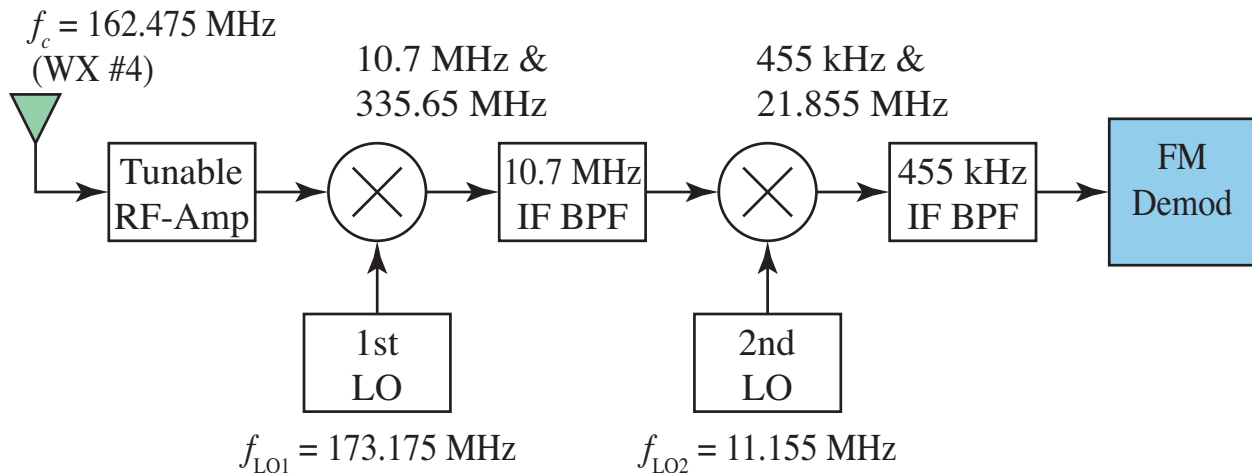 f_c = 162.475 MHz
(WX #4)
10.7 MHz &
335.65 MHz
455 kHz &
21.855 MHz
Tunable
RF-Amp
10.7 MHz
IF BPF
455 kHz
IF BPF
FM
Demod
1st
LO
2nd
LO
f_LO1 = 173.175 MHz
f_LO2 = 11.155 MHz